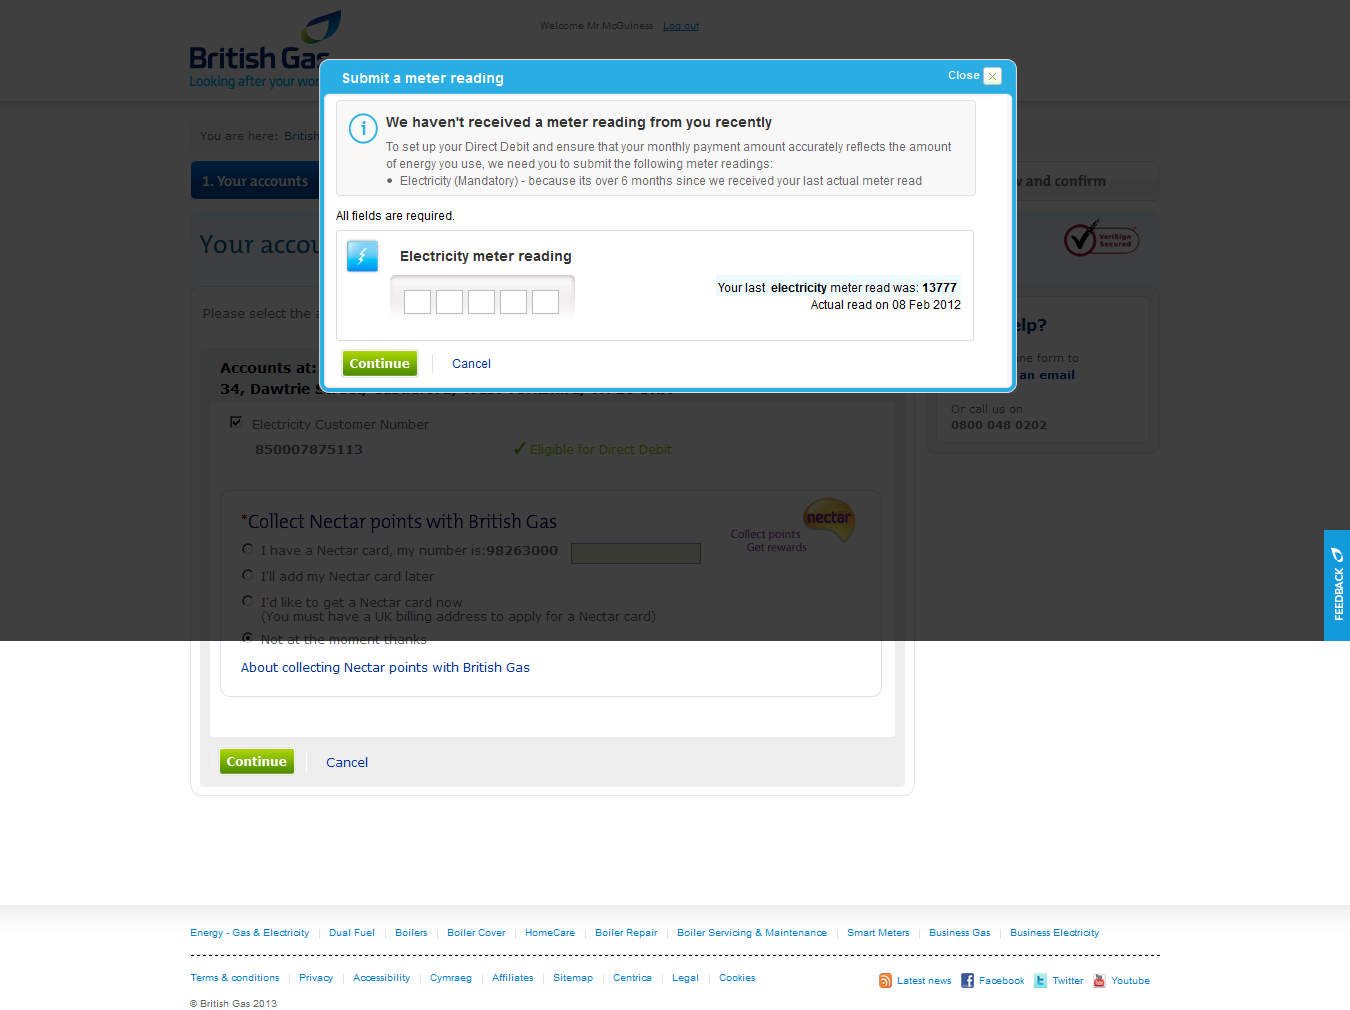 British Gas
Looking after your wor
Welcome Mr McGuiness Log out
Submit a meter reading
Close
We haven't received a meter reading from you recently
To set up your Direct Debit and ensure that your monthly payment amount accurately reflects the amount
of energy you use, we need you to submit the following meter readings:
• Electricity (Mandatory) - because its over 6 months since we received your last actual meter read
All fields are required.
Electricity meter reading
Your last electricity meter read was: 13777
Actual read on 08 Feb 2012
Continue
Cancel
You are here: British
1. Your accounts
and confirm
Your accou
VeriSign
Secured
Please select the a
lp?
ine form to
an email
Or call us on
0800 048 0202
Accounts at:
34, Dawtrie
Electricity Customer Number
850007875113
Eligible for Direct Debit
*Collect Nectar points with British Gas
nectar
Collect points
Get rewards
I have a Nectar card, my number is:98263000
I'll add my Nectar card later
I'd like to get a Nectar card now
(You must have a UK billing address to apply for a Nectar card)
Not at the moment thanks
About collecting Nectar points with British Gas
Continue
Cancel
FEEDBACK
Energy - Gas & Electricity Dual Fuel Boilers Boiler Cover HomeCare Boiler Repair Boiler Servicing & Maintenance Smart Meters Business Gas Business Electricity
Terms & conditions Privacy Accessibility Cymraeg Affiliates Sitemap Centrica Legal Cookies
Latest news Facebook Twitter Youtube
© British Gas 2013